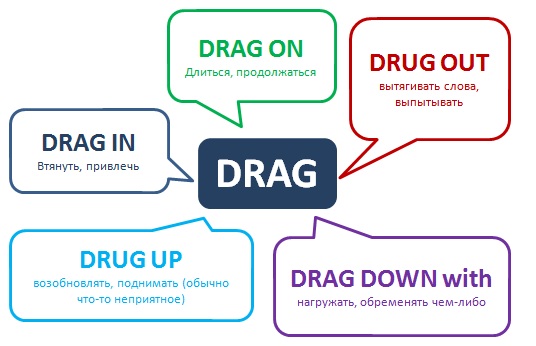 DRAG ON
Длиться, продолжаться
DRUG OUT
вытягивать слова,
выпытывать
DRAG IN
Втянуть, привлечь
DRAG
DRUG UP
возобновлять, поднимать (обычно
что-то неприятное)
DRAG DOWN with
нагружать, обременять чем-либо